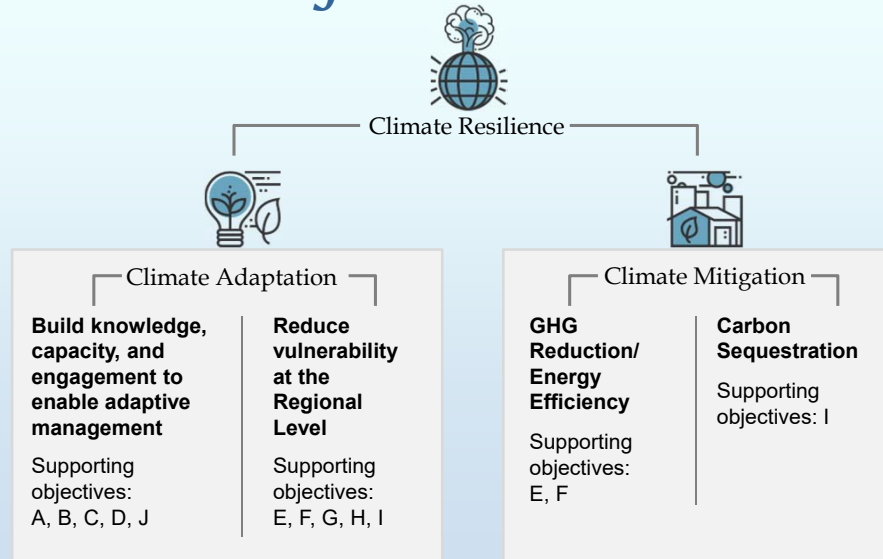 Climate Resilience
Climate Adaptation
Build knowledge,
capacity, and
engagement to
enable adaptive
management
Supporting
objectives:
A, B, C, D, J
Reduce
vulnerability
at the
Regional
Level
Supporting
objectives:
E, F, G, H, I
Climate Mitigation
GHG
Reduction/
Energy
Efficiency
Supporting
objectives:
E, F
Carbon
Sequestration
Supporting
objectives: I